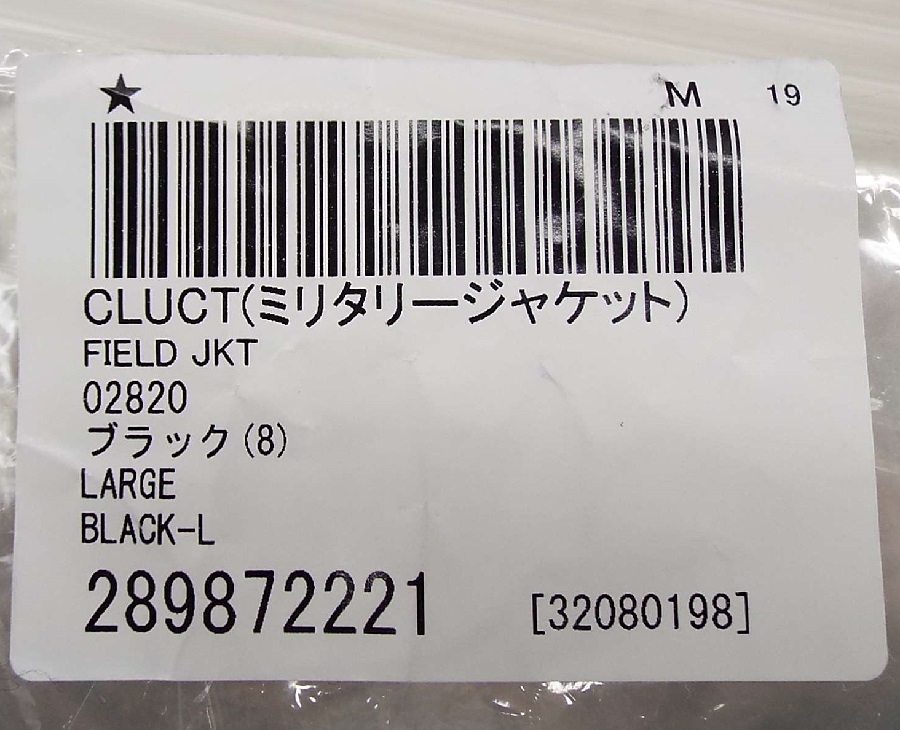 ★ M 19
CLUCT(ミリタリージャケット)
FIELD JKT
02820
ブラック(8)
LARGE
BLACK-L
289872221 [32080198]